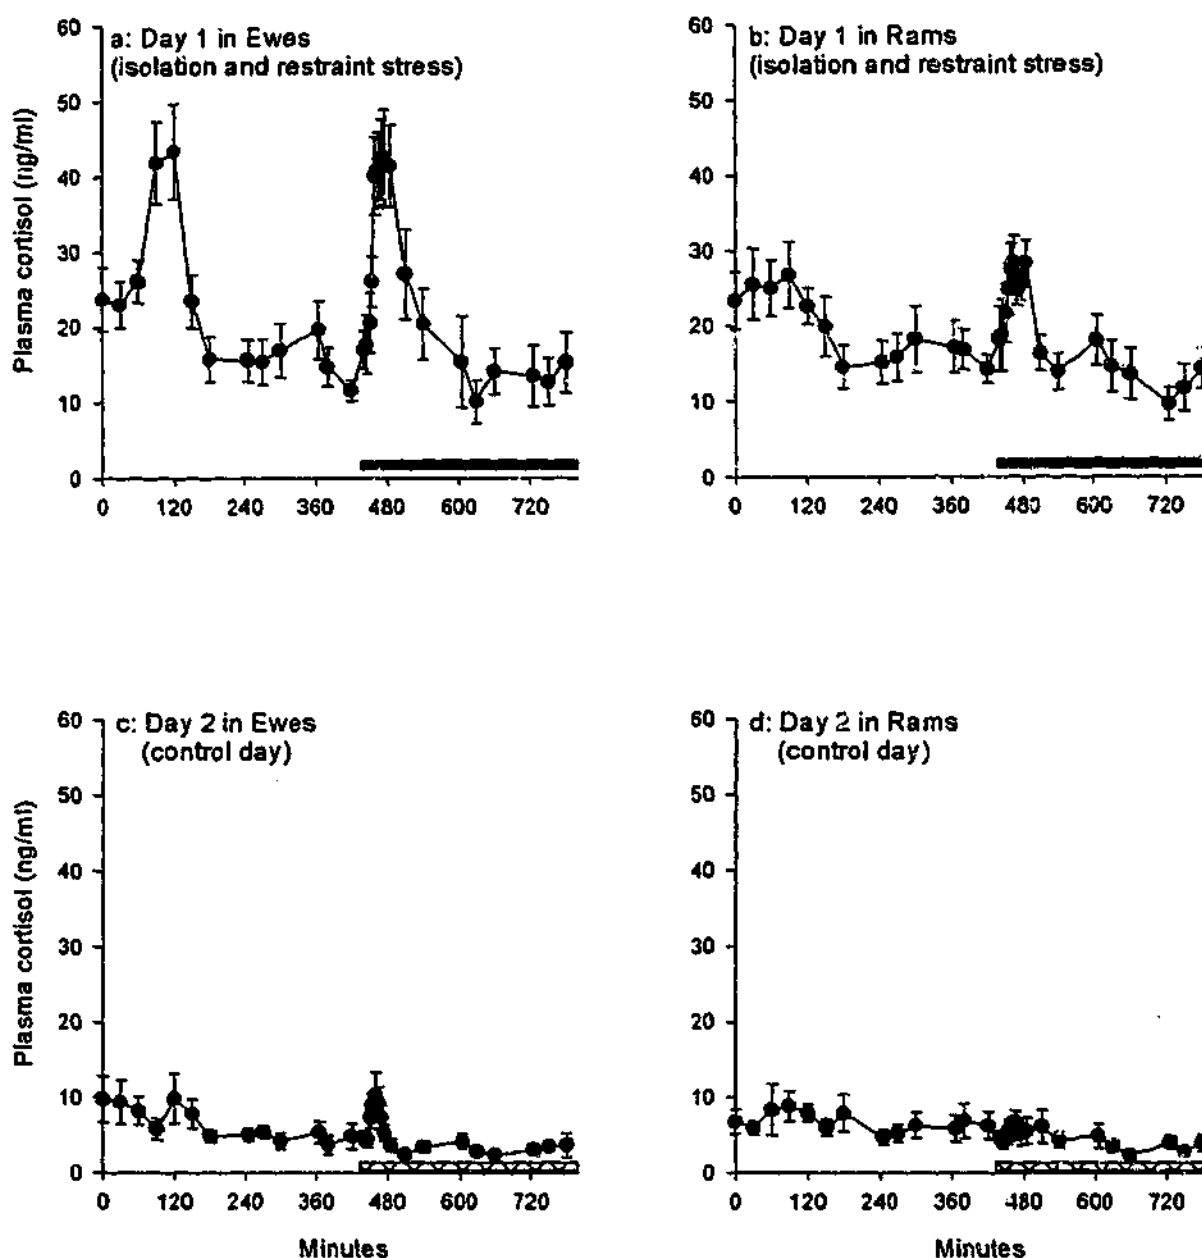 a: Day 1 in Ewes
(isolation and restraint stress)
60
50
40
30
20
10
0
Plasma cortisol (ng/ml)
0 120 240 360 480 600 720
b: Day 1 in Rams
(isolation and restraint stress)
60
50
40
30
20
10
0
0 120 240 360 480 600 720
c: Day 2 in Ewes
(control day)
60
50
40
30
20
10
0
Plasma cortisol (ng/ml)
0 120 240 360 480 600 720
Minutes
d: Day 2 in Rams
(control day)
60
50
40
30
20
10
0
0 120 240 360 480 600 720
Minutes